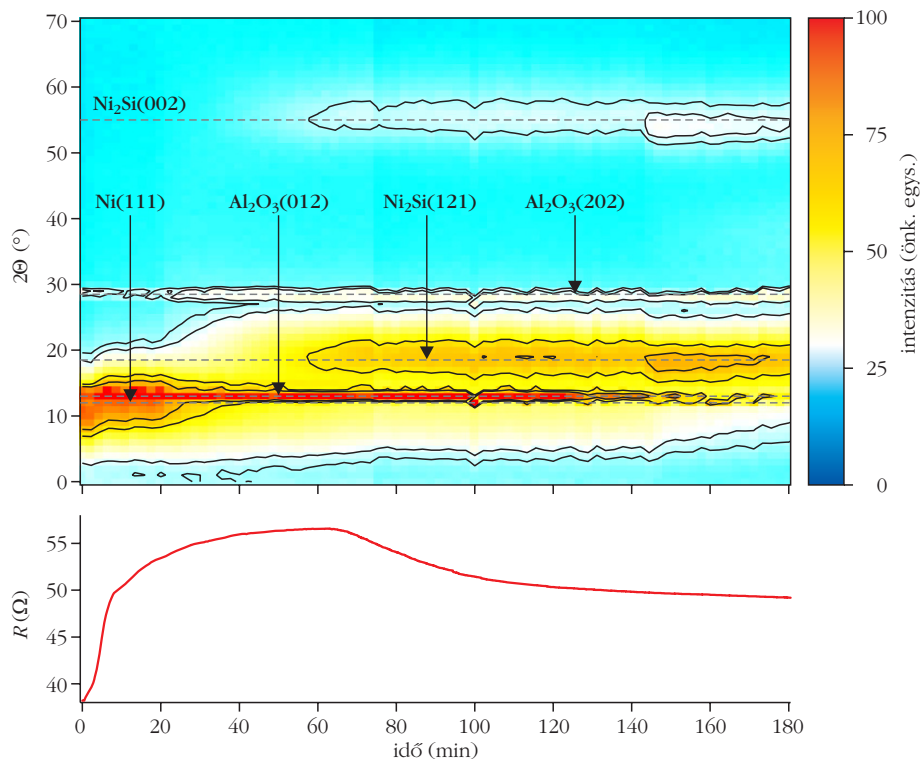 70
60
50
40
30
20
10
0
2Θ (°)
Ni₂Si(002)
Ni(111)
Al₂O₃(012)
Ni₂Si(121)
Al₂O₃(202)
100
75
50
25
0
intenzitás (önk. egys.)
55
50
45
40
R (Ω)
0 20 40 60 80 100 120 140 160 180
idő (min)